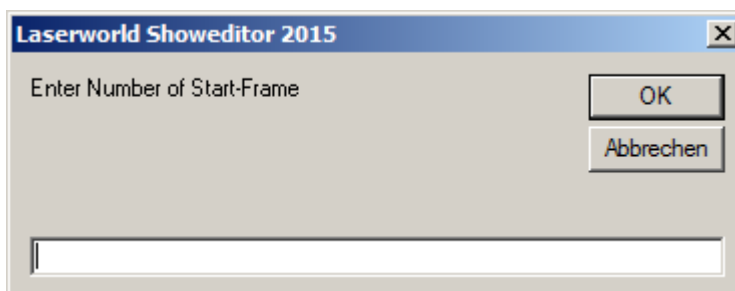 Laserworld Showeditor 2015
Enter Number of Start-Frame
OK
Abbrechen